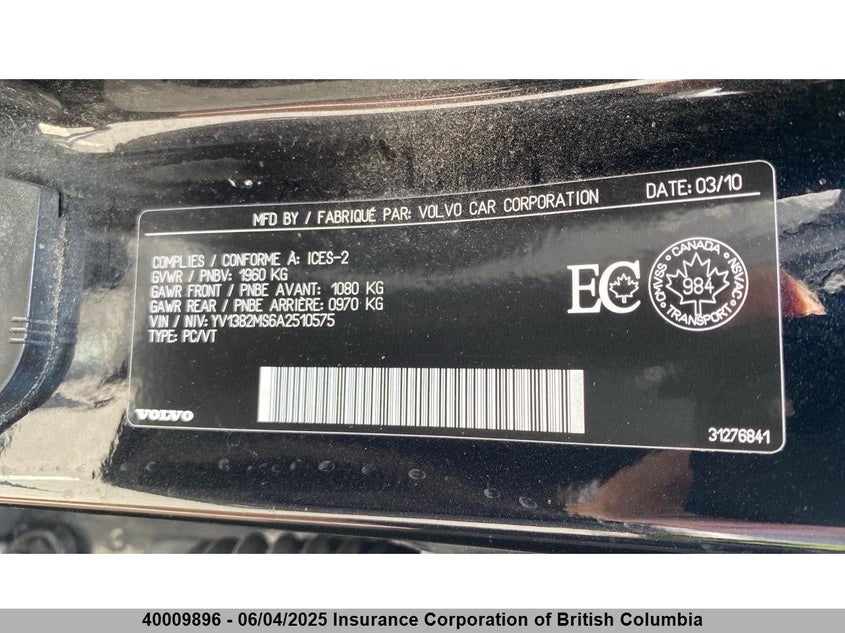 MFD BY / FABRIQUÉ PAR: VOLVO CAR CORPORATION DATE: 03/10
COMPLIES / CONFORME A: ICES-2
GVWR / PNBV: 1960 KG
GAWR FRONT / PNBE AVANT: 1080 KG
GAWR REAR / PNBE ARRIÈRE: 0970 KG
VIN / NIV: YV1382MS6A2510575
TYPE: PC/VT
EC
CANADA
CMVSS
NSVAC
984
TRANSPORT
VOLVO
31276841
40009896 - 06/04/2025 Insurance Corporation of British Columbia